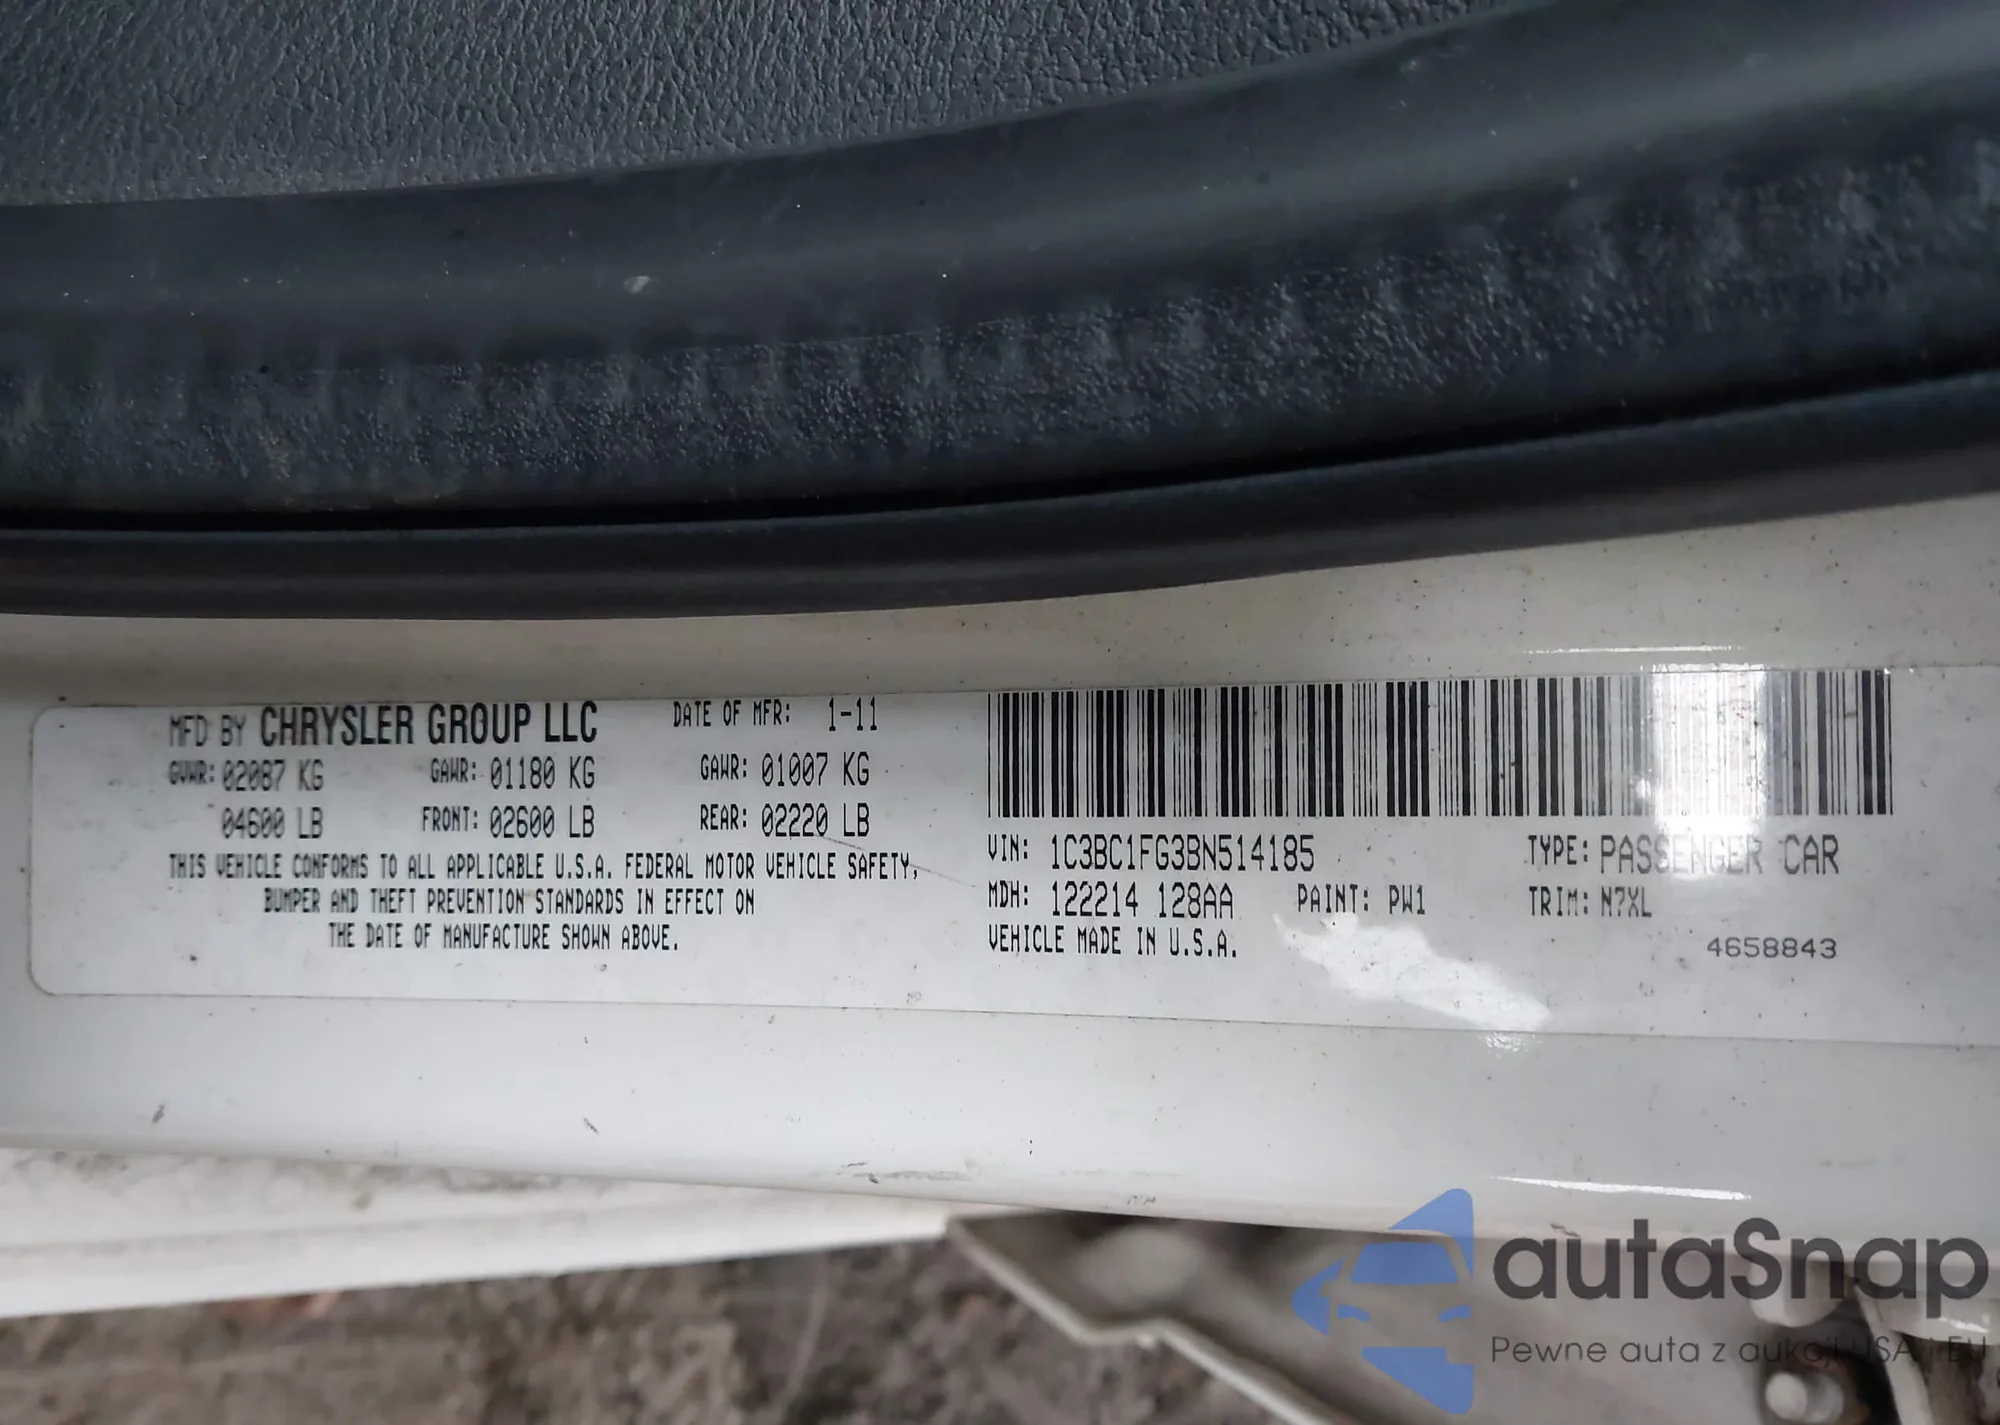 MFD BY CHRYSLER GROUP LLC DATE OF MFR: 1-11
GVWR: 02087 KG GAWR: 01180 KG GAWR: 01007 KG
04600 LB FRONT: 02600 LB REAR: 02220 LB
THIS VEHICLE CONFORMS TO ALL APPLICABLE U.S.A. FEDERAL MOTOR VEHICLE SAFETY,
BUMPER AND THEFT PREVENTION STANDARDS IN EFFECT ON
THE DATE OF MANUFACTURE SHOWN ABOVE.
VIN: 1C3BC1FG3BN514185 TYPE: PASSENGER CAR
MDH: 122214 128AA PAINT: PW1 TRIM: N7XL
VEHICLE MADE IN U.S.A.
4658843
autaSnap
Pewne auta z aukcji USA i EU